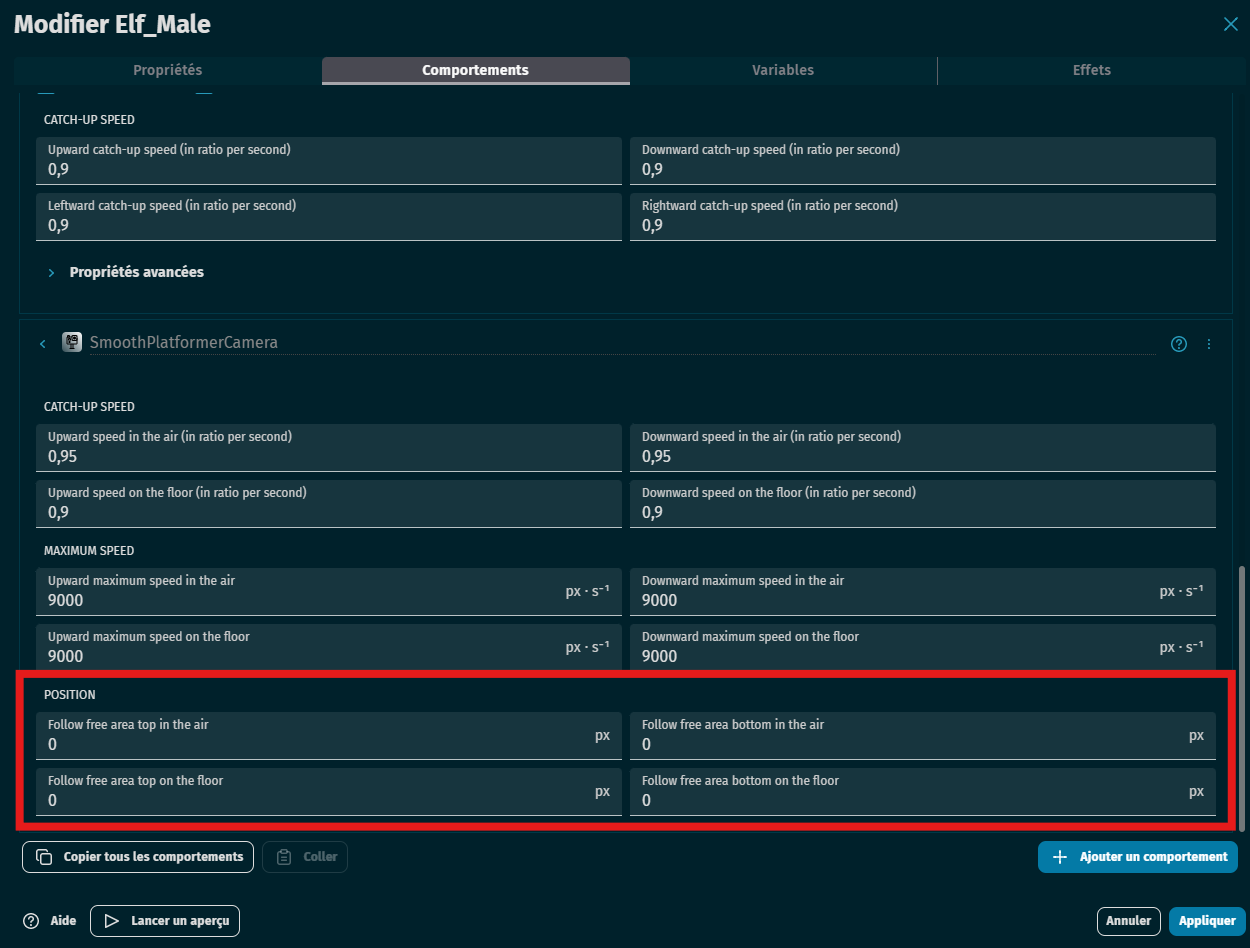 Modifier Elf_Male
Propriétés Comportements Variables Effets
CATCH-UP SPEED
Upward catch-up speed (in ratio per second) Downward catch-up speed (in ratio per second)
0,9 0,9
Leftward catch-up speed (in ratio per second) Rightward catch-up speed (in ratio per second)
0,9 0,9
Propriétés avancées
SmoothPlatformerCamera
CATCH-UP SPEED
Upward speed in the air (in ratio per second) Downward speed in the air (in ratio per second)
0,95 0,95
Upward speed on the floor (in ratio per second) Downward speed on the floor (in ratio per second)
0,9 0,9
MAXIMUM SPEED
Upward maximum speed in the air Downward maximum speed in the air
9000 px · s⁻¹ 9000 px · s⁻¹
Upward maximum speed on the floor Downward maximum speed on the floor
9000 px · s⁻¹ 9000 px · s⁻¹
POSITION
Follow free area top in the air Follow free area bottom in the air
0 px 0 px
Follow free area top on the floor Follow free area bottom on the floor
0 px 0 px
Copier tous les comportements Coller Ajouter un comportement
Aide Lancer un aperçu Annuler Appliquer